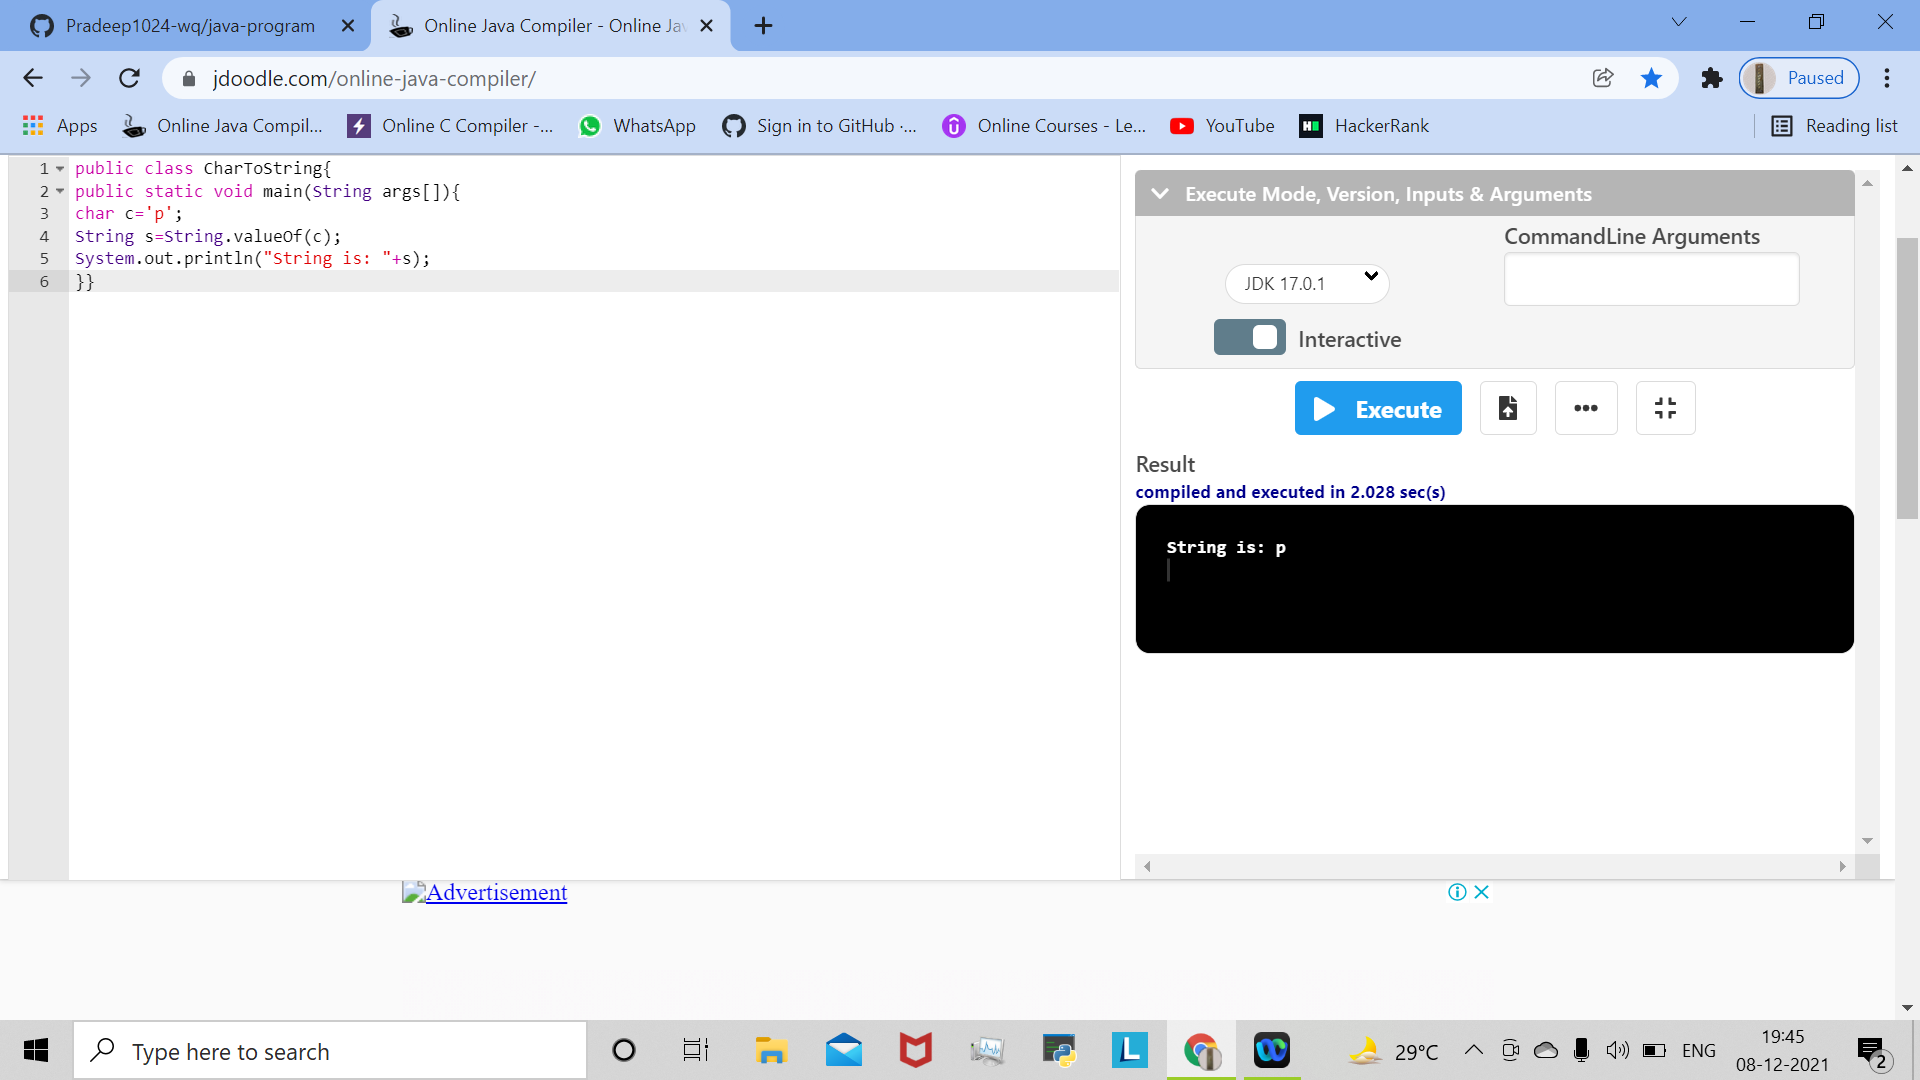 Pradeep1024-wq/java-program
Online Java Compiler - Online Jav
jdoodle.com/online-java-compiler/
Paused
Apps
Online Java Compil...
Online C Compiler -...
WhatsApp
Sign in to GitHub ·...
Online Courses - Le...
YouTube
HackerRank
Reading list
1 public class CharToString{
2 public static void main(String args[]){
3 char c='p';
4 String s=String.valueOf(c);
5 System.out.println("String is: "+s);
6 }}
Execute Mode, Version, Inputs & Arguments
CommandLine Arguments
JDK 17.0.1
Interactive
Execute
Result
compiled and executed in 2.028 sec(s)
String is: p
Advertisement
Type here to search
29°C
ENG
19:45
08-12-2021
2